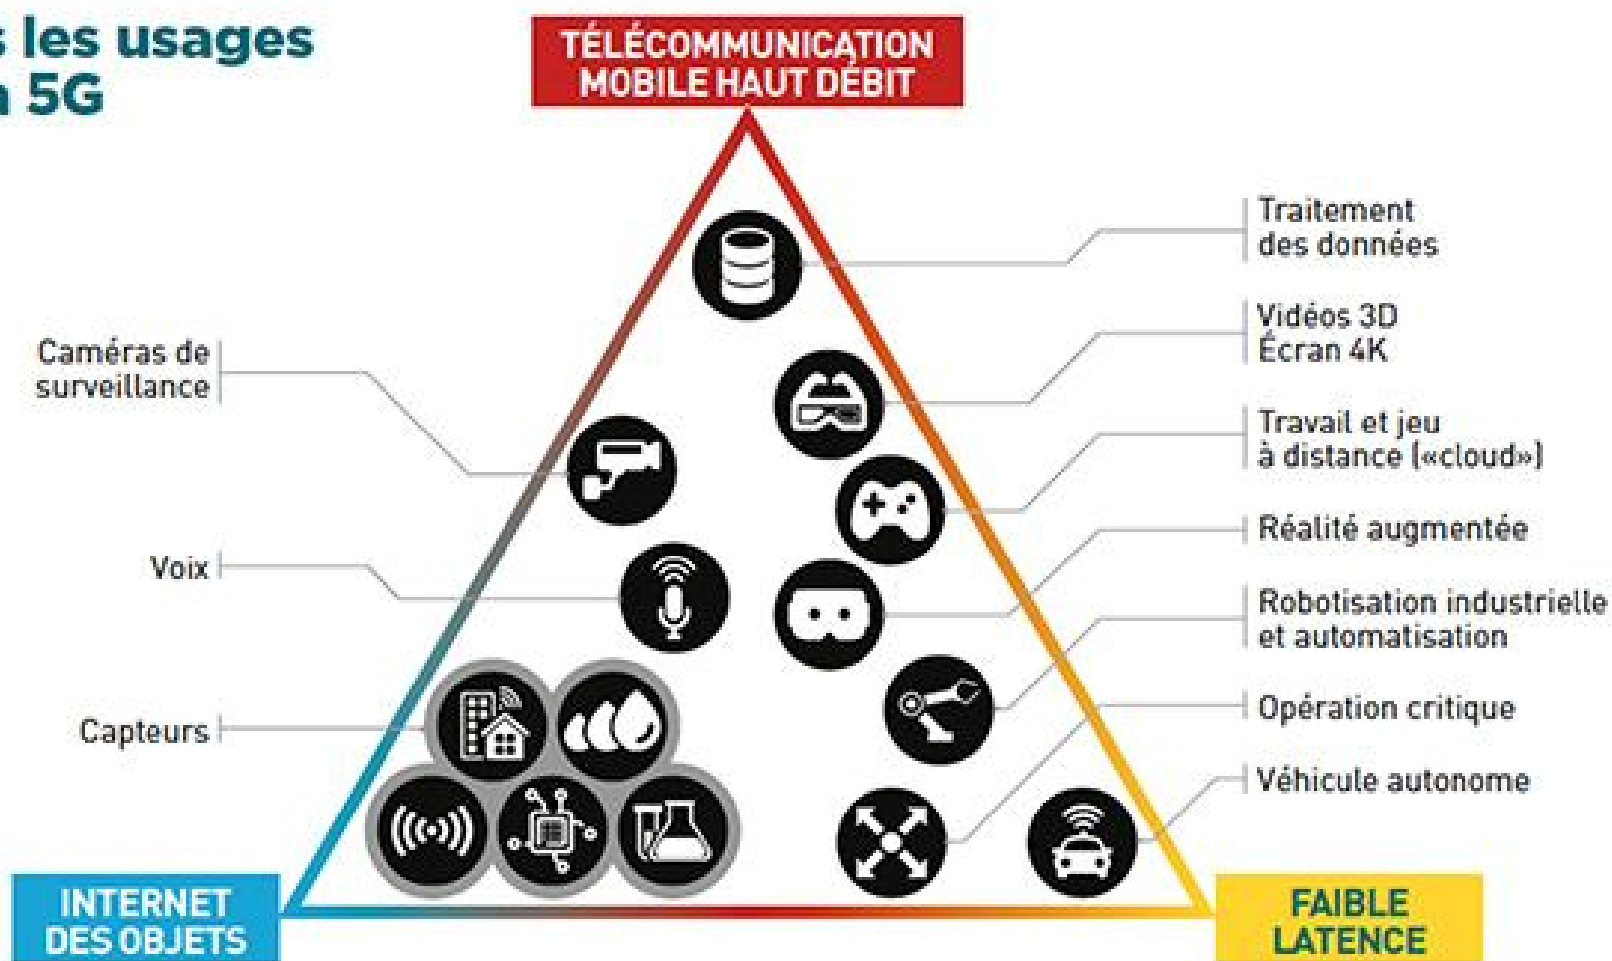 les usages
5G
TÉLÉCOMMUNICATION
MOBILE HAUT DÉBIT
Traitement
des données
Vidéos 3D
Écran 4K
Caméras de
surveillance
Travail et jeu
à distance («cloud»)
Réalité augmentée
Voix
Robotisation industrielle
et automatisation
Opération critique
Capteurs
Véhicule autonome
INTERNET
DES OBJETS
FAIBLE
LATENCE